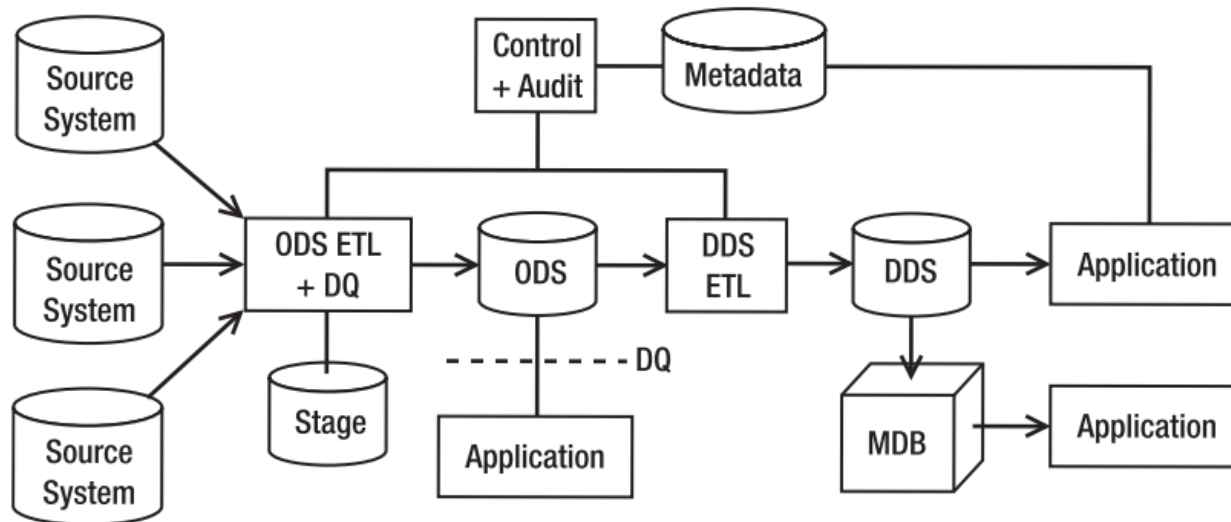 Source
System
Control
+ Audit
Metadata
Source
System
ODS ETL
+ DQ
ODS
DDS
ETL
DDS
Application
DQ
Stage
Application
MDB
Application
Source
System